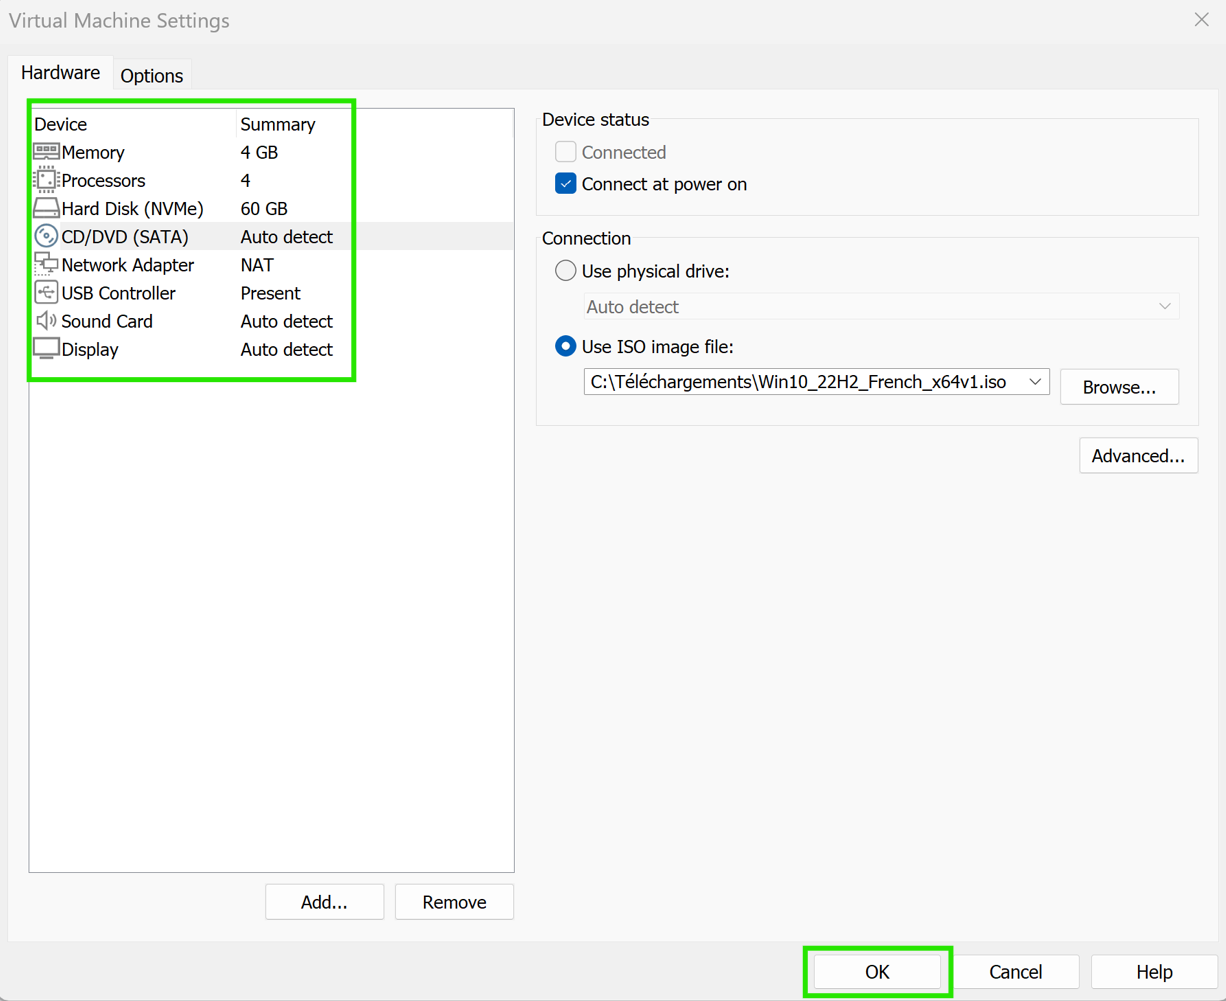 Virtual Machine Settings
Hardware Options
Device Summary
Memory 4 GB
Processors 4
Hard Disk (NVMe) 60 GB
CD/DVD (SATA) Auto detect
Network Adapter NAT
USB Controller Present
Sound Card Auto detect
Display Auto detect
Add... Remove
Device status
Connected
Connect at power on
Connection
Use physical drive:
Auto detect
Use ISO image file:
C:\Téléchargements\Win10_22H2_French_x64v1.iso Browse...
Advanced...
OK Cancel Help